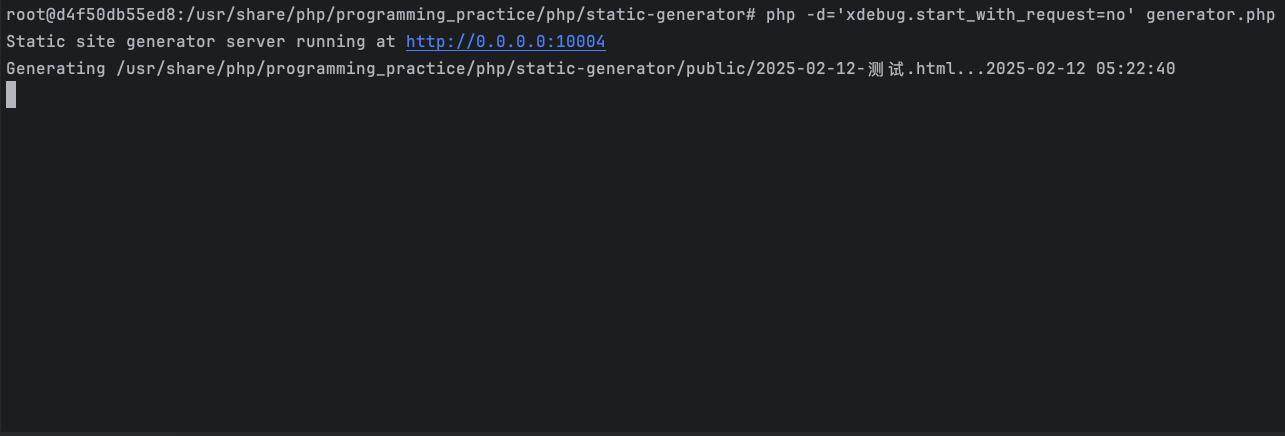 root@d4f50db55ed8:/usr/share/php/programming_practice/php/static-generator# php -d='xdebug.start_with_request=no' generator.php
Static site generator server running at http://0.0.0.0:10004
Generating /usr/share/php/programming_practice/php/static-generator/public/2025-02-12-测试.html...2025-02-12 05:22:40